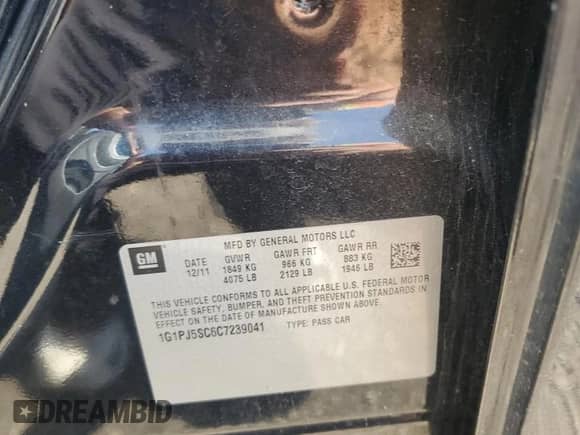 MFD BY GENERAL MOTORS LLC
GM DATE GVWR GAWR FRT GAWR RR
12/11 1849 KG 966 KG 883 KG
4075 LB 2129 LB 1946 LB
THIS VEHICLE CONFORMS TO ALL APPLICABLE U.S. FEDERAL MOTOR
VEHICLE SAFETY, BUMPER, AND THEFT PREVENTION STANDARDS IN
EFFECT ON THE DATE OF MANUFACTURE SHOWN ABOVE.
1G1PJ5SC6C7239041 TYPE: PASS CAR
DREAMBID